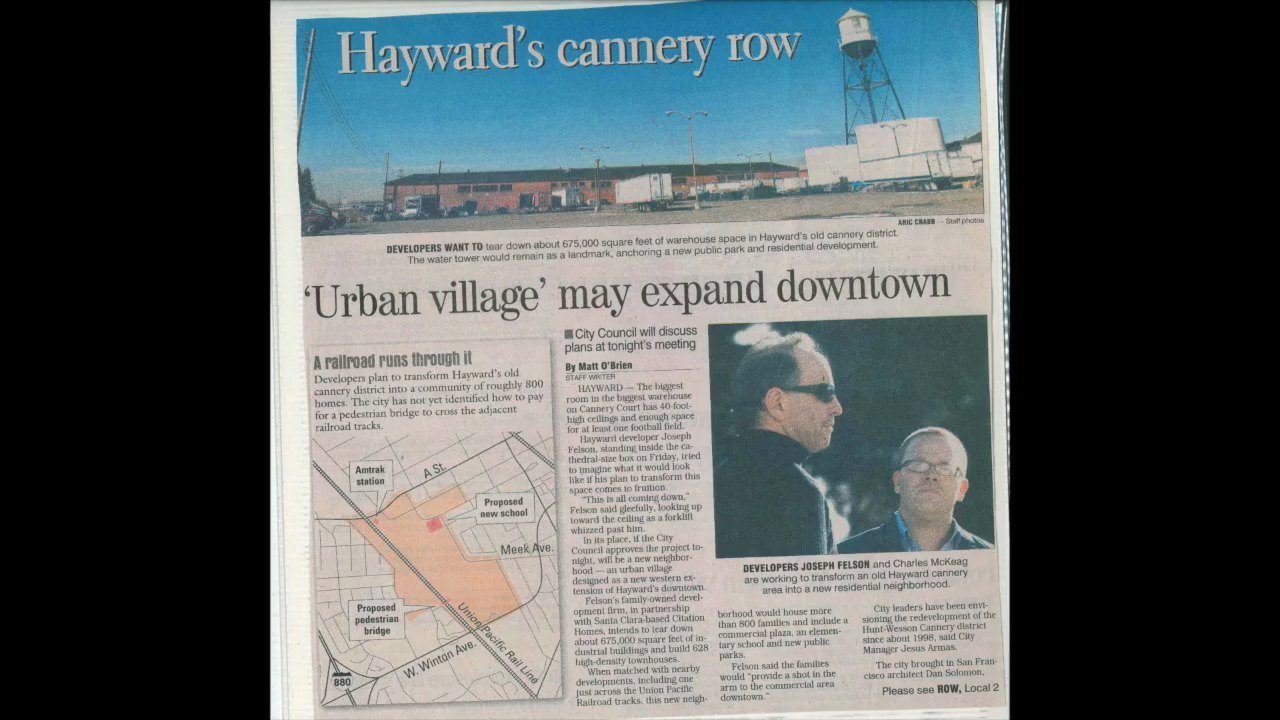 Hayward's cannery row
ARIC CRABB — Staff photos
DEVELOPERS WANT TO tear down about 675,000 square feet of warehouse space in Hayward's old cannery district.
The water tower would remain as a landmark, anchoring a new public park and residential development.
'Urban village' may expand downtown
A railroad runs through it
Developers plan to transform Hayward's old
cannery district into a community of roughly 800
homes. The city has not yet identified how to pay
for a pedestrian bridge to cross the adjacent
railroad tracks.
Amtrak
station
A St.
Proposed
new school
Meek Ave.
Proposed
pedestrian
bridge
Union Pacific Rail Line
W. Winton Ave.
880
■ City Council will discuss
plans at tonight's meeting
By Matt O'Brien
STAFF WRITER
HAYWARD — The biggest
room in the biggest warehouse
on Cannery Court has 40-foot-
high ceilings and enough space
for at least one football field.
Hayward developer Joseph
Felson, standing inside the ca-
thedral-size box on Friday, tried
to imagine what it would look
like if his plan to transform this
space comes to fruition.
"This is all coming down,"
Felson said gleefully, looking up
toward the ceiling as a forklift
whizzed past him.
In its place, if the City
Council approves the project to-
night, will be a new neighbor-
hood — an urban village
designed as a new western ex-
tension of Hayward's downtown.
Felson's family-owned devel-
opment firm, in partnership
with Santa Clara-based Citation
Homes, intends to tear down
about 675,000 square feet of in-
dustrial buildings and build 628
high-density townhouses.
When matched with nearby
developments, including one
just across the Union Pacific
Railroad tracks, this new neigh-
DEVELOPERS JOSEPH FELSON and Charles McKeag
are working to transform an old Hayward cannery
area into a new residential neighborhood.
borhood would house more
than 800 families and include a
commercial plaza, an elemen-
tary school and new public
parks.
Felson said the families
would "provide a shot in the
arm to the commercial area
downtown."
City leaders have been envi-
sioning the redevelopment of the
Hunt-Wesson Cannery district
since about 1998, said City
Manager Jesus Armas.
The city brought in San Fran-
cisco architect Dan Solomon,
Please see ROW, Local 2